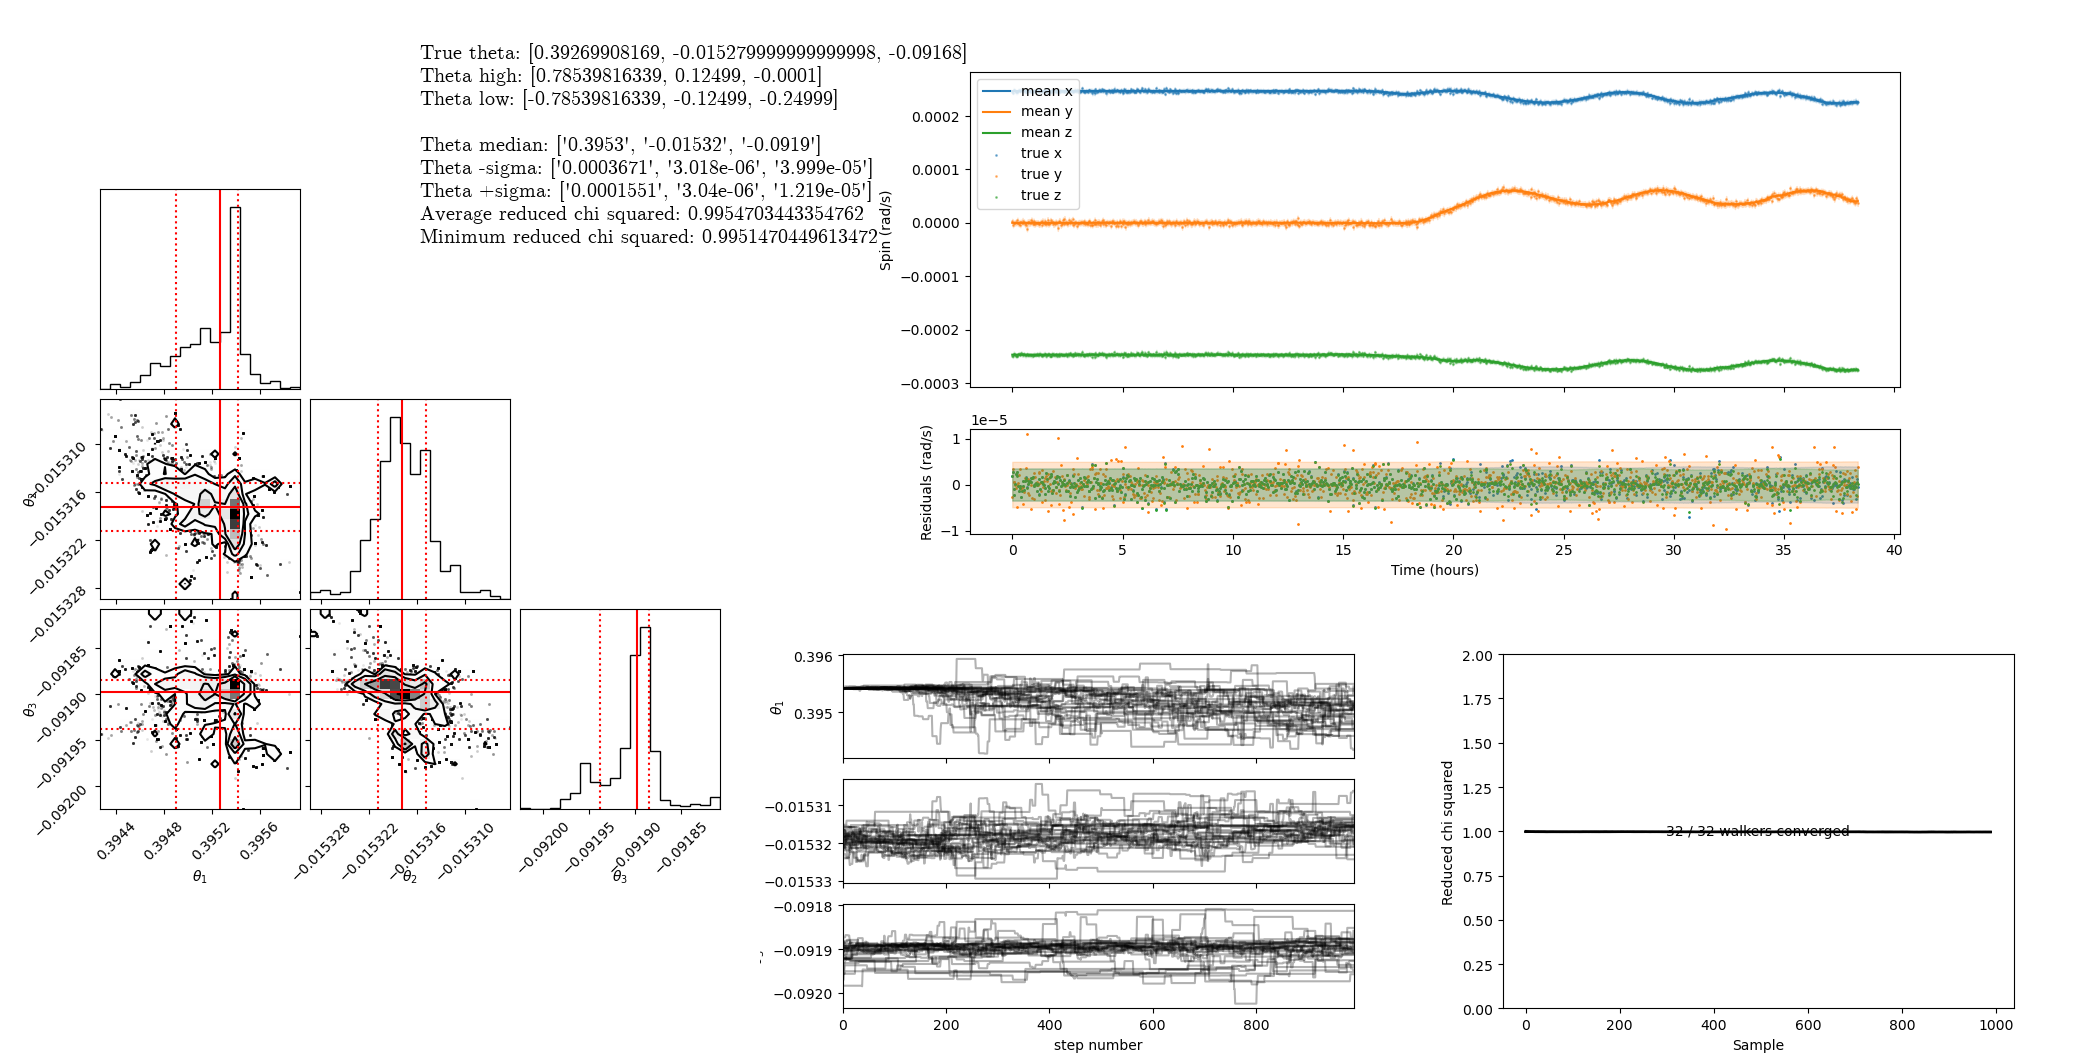 True theta: [0.39269908169, -0.015279999999999998, -0.09168]
Theta high: [0.78539816339, 0.12499, -0.0001]
Theta low: [-0.78539816339, -0.12499, -0.24999]
Theta median: ['0.3953', '-0.01532', '-0.0919']
Theta -sigma: ['0.0003671', '3.018e-06', '3.999e-05']
Theta +sigma: ['0.0001551', '3.04e-06', '1.219e-05']
Average reduced chi squared: 0.9954703443354762
Minimum reduced chi squared: 0.9951470449613472
mean x
mean y
mean z
true x
true y
true z
Spin (rad/s)
0.0002
0.0001
0.0000
−0.0001
−0.0002
−0.0003
1e−5
Residuals (rad/s)
1
0
−1
0 5 10 15 20 25 30 35 40
Time (hours)
−0.015310
−0.015316
−0.015322
−0.015328
θ3
−0.09185
−0.09190
−0.09195
−0.09200
0.3944 0.3948 0.3952 0.3956
θ1
−0.015328 −0.015322 −0.015316 −0.015310
θ2
−0.09200 −0.09195 −0.09190 −0.09185
θ3
θ1
0.396
0.395
−0.01531
−0.01532
−0.01533
−0.0918
−0.0919
−0.0920
0 200 400 600 800
step number
Reduced chi squared
2.00
1.75
1.50
1.25
1.00
0.75
0.50
0.25
0.00
32 / 32 walkers converged
0 200 400 600 800 1000
Sample